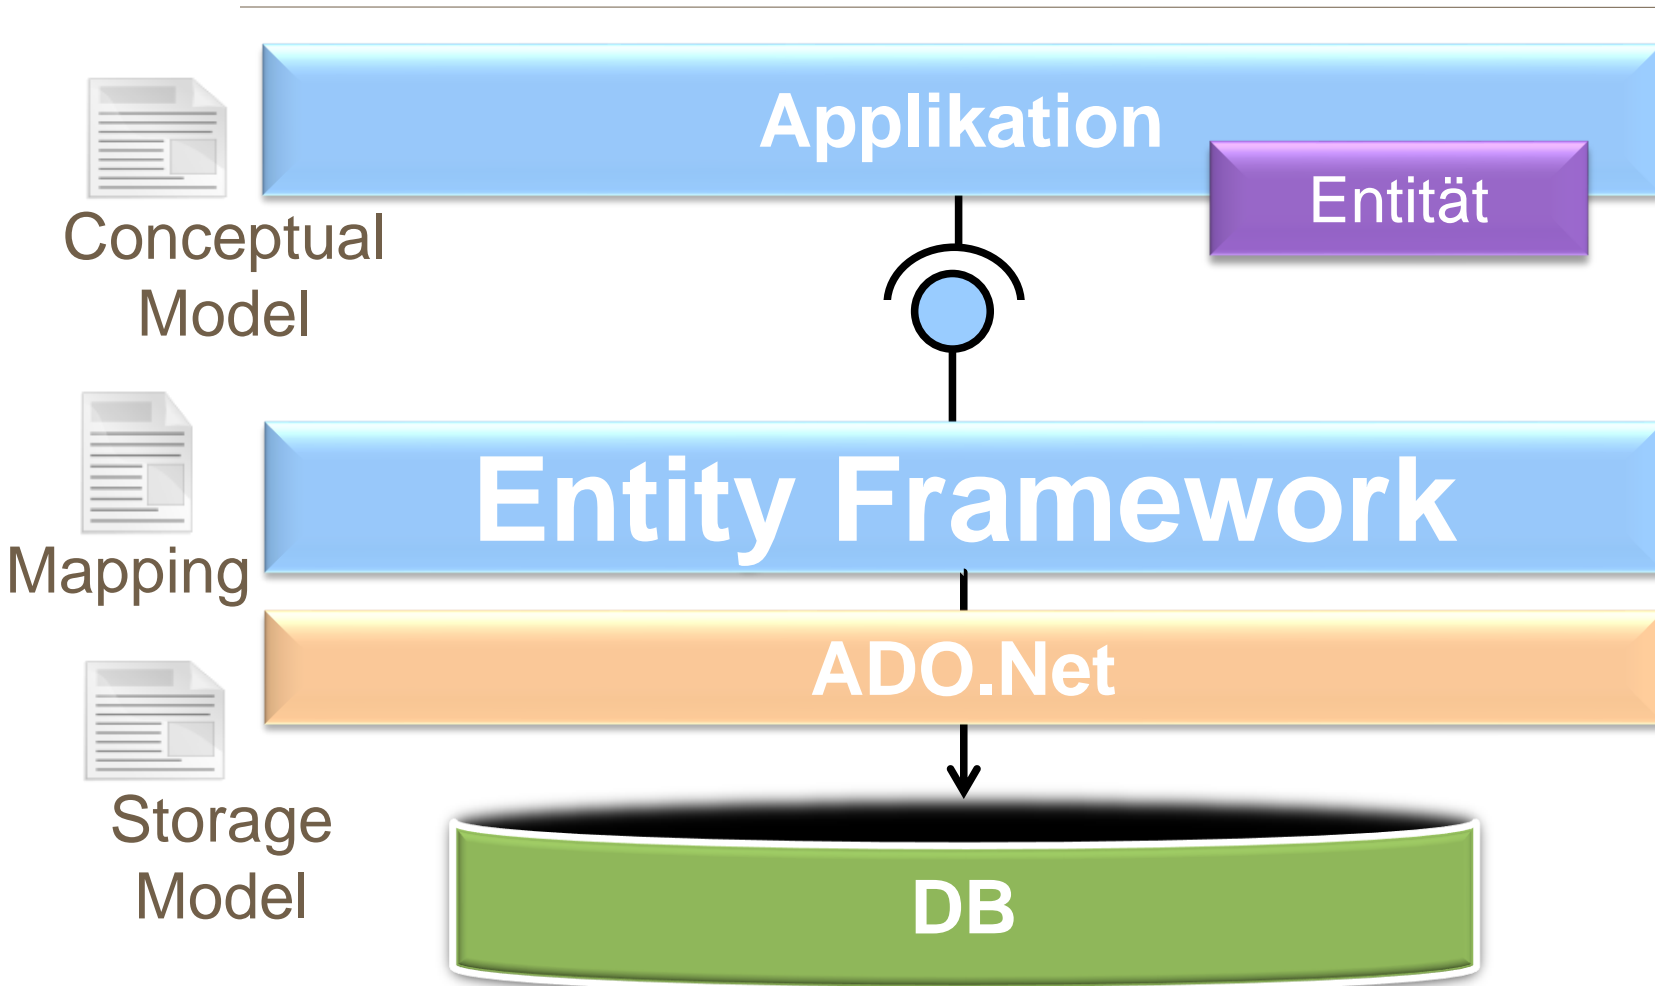 Applikation
Entität
Conceptual
Model
Entity Framework
Mapping
ADO.Net
Storage
Model
DB